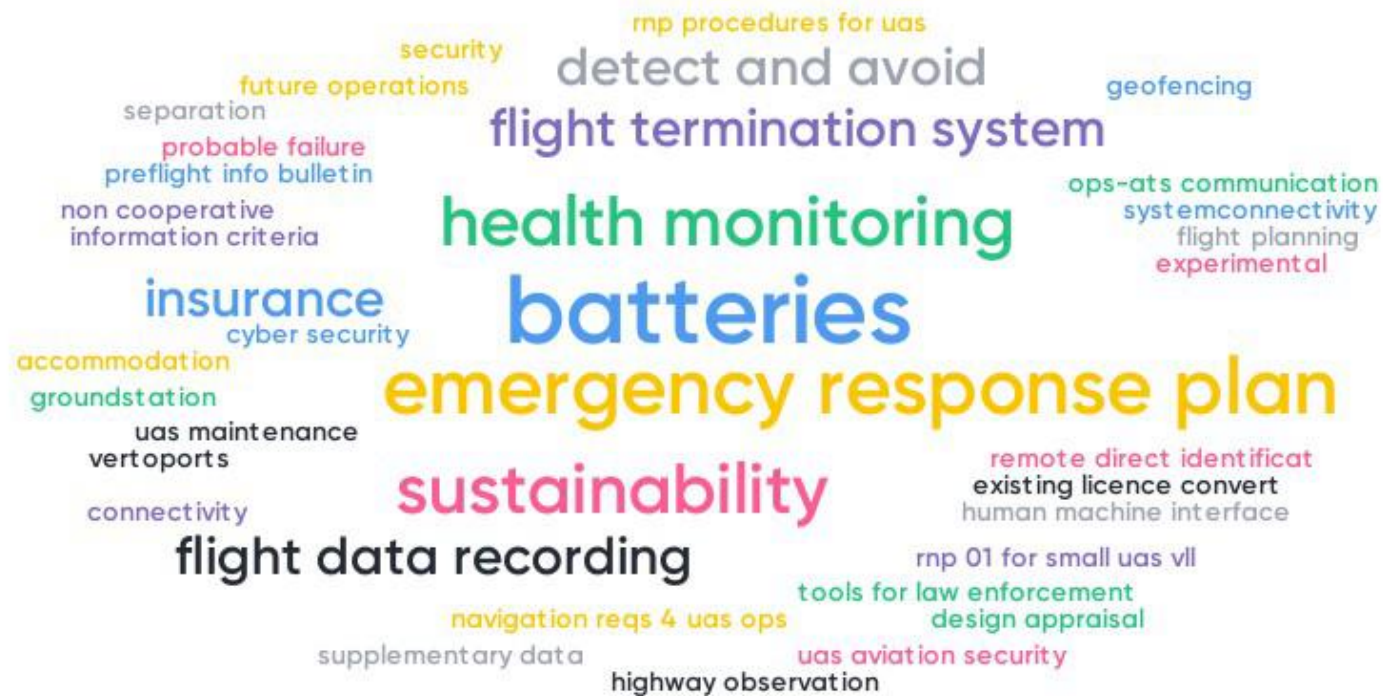 rnp procedures for uas
security
detect and avoid
future operations
geofencing
separation
flight termination system
probable failure
preflight info bulletin
ops-ats communication
non cooperative
health monitoring
systemconnectivity
information criteria
flight planning
experimental
insurance
batteries
cyber security
accommodation
emergency response plan
groundstation
uas maintenance
vertoports
remote direct identificat
sustainability
existing licence convert
connectivity
human machine interface
flight data recording
rnp 01 for small uas vll
tools for law enforcement
navigation reqs 4 uas ops
design appraisal
supplementary data
uas aviation security
highway observation